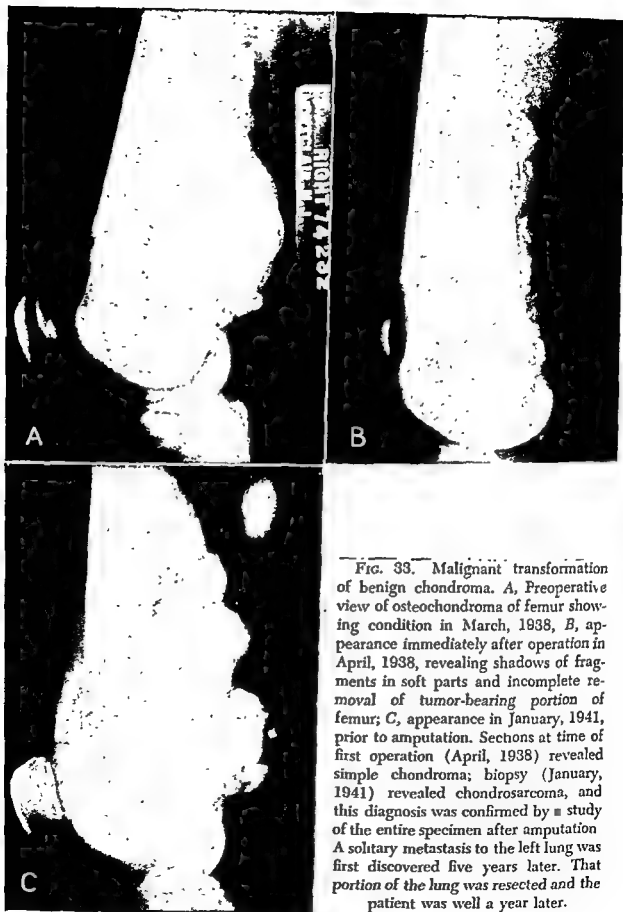 RIGHT 74202
A
B
C
FIG. 33. Malignant transformation
of benign chondroma. A, Preoperative
view of osteochondroma of femur show-
ing condition in March, 1938, B, ap-
pearance immediately after operation in
April, 1938, revealing shadows of frag-
ments in soft parts and incomplete re-
moval of tumor-bearing portion of
femur; C, appearance in January, 1941,
prior to amputation. Sections at time of
first operation (April, 1938) revealed
simple chondroma; biopsy (January,
1941) revealed chondrosarcoma, and
this diagnosis was confirmed by study
of the entire specimen after amputation
A solitary metastasis to the left lung was
first discovered five years later. That
portion of the lung was resected and the
patient was well a year later.